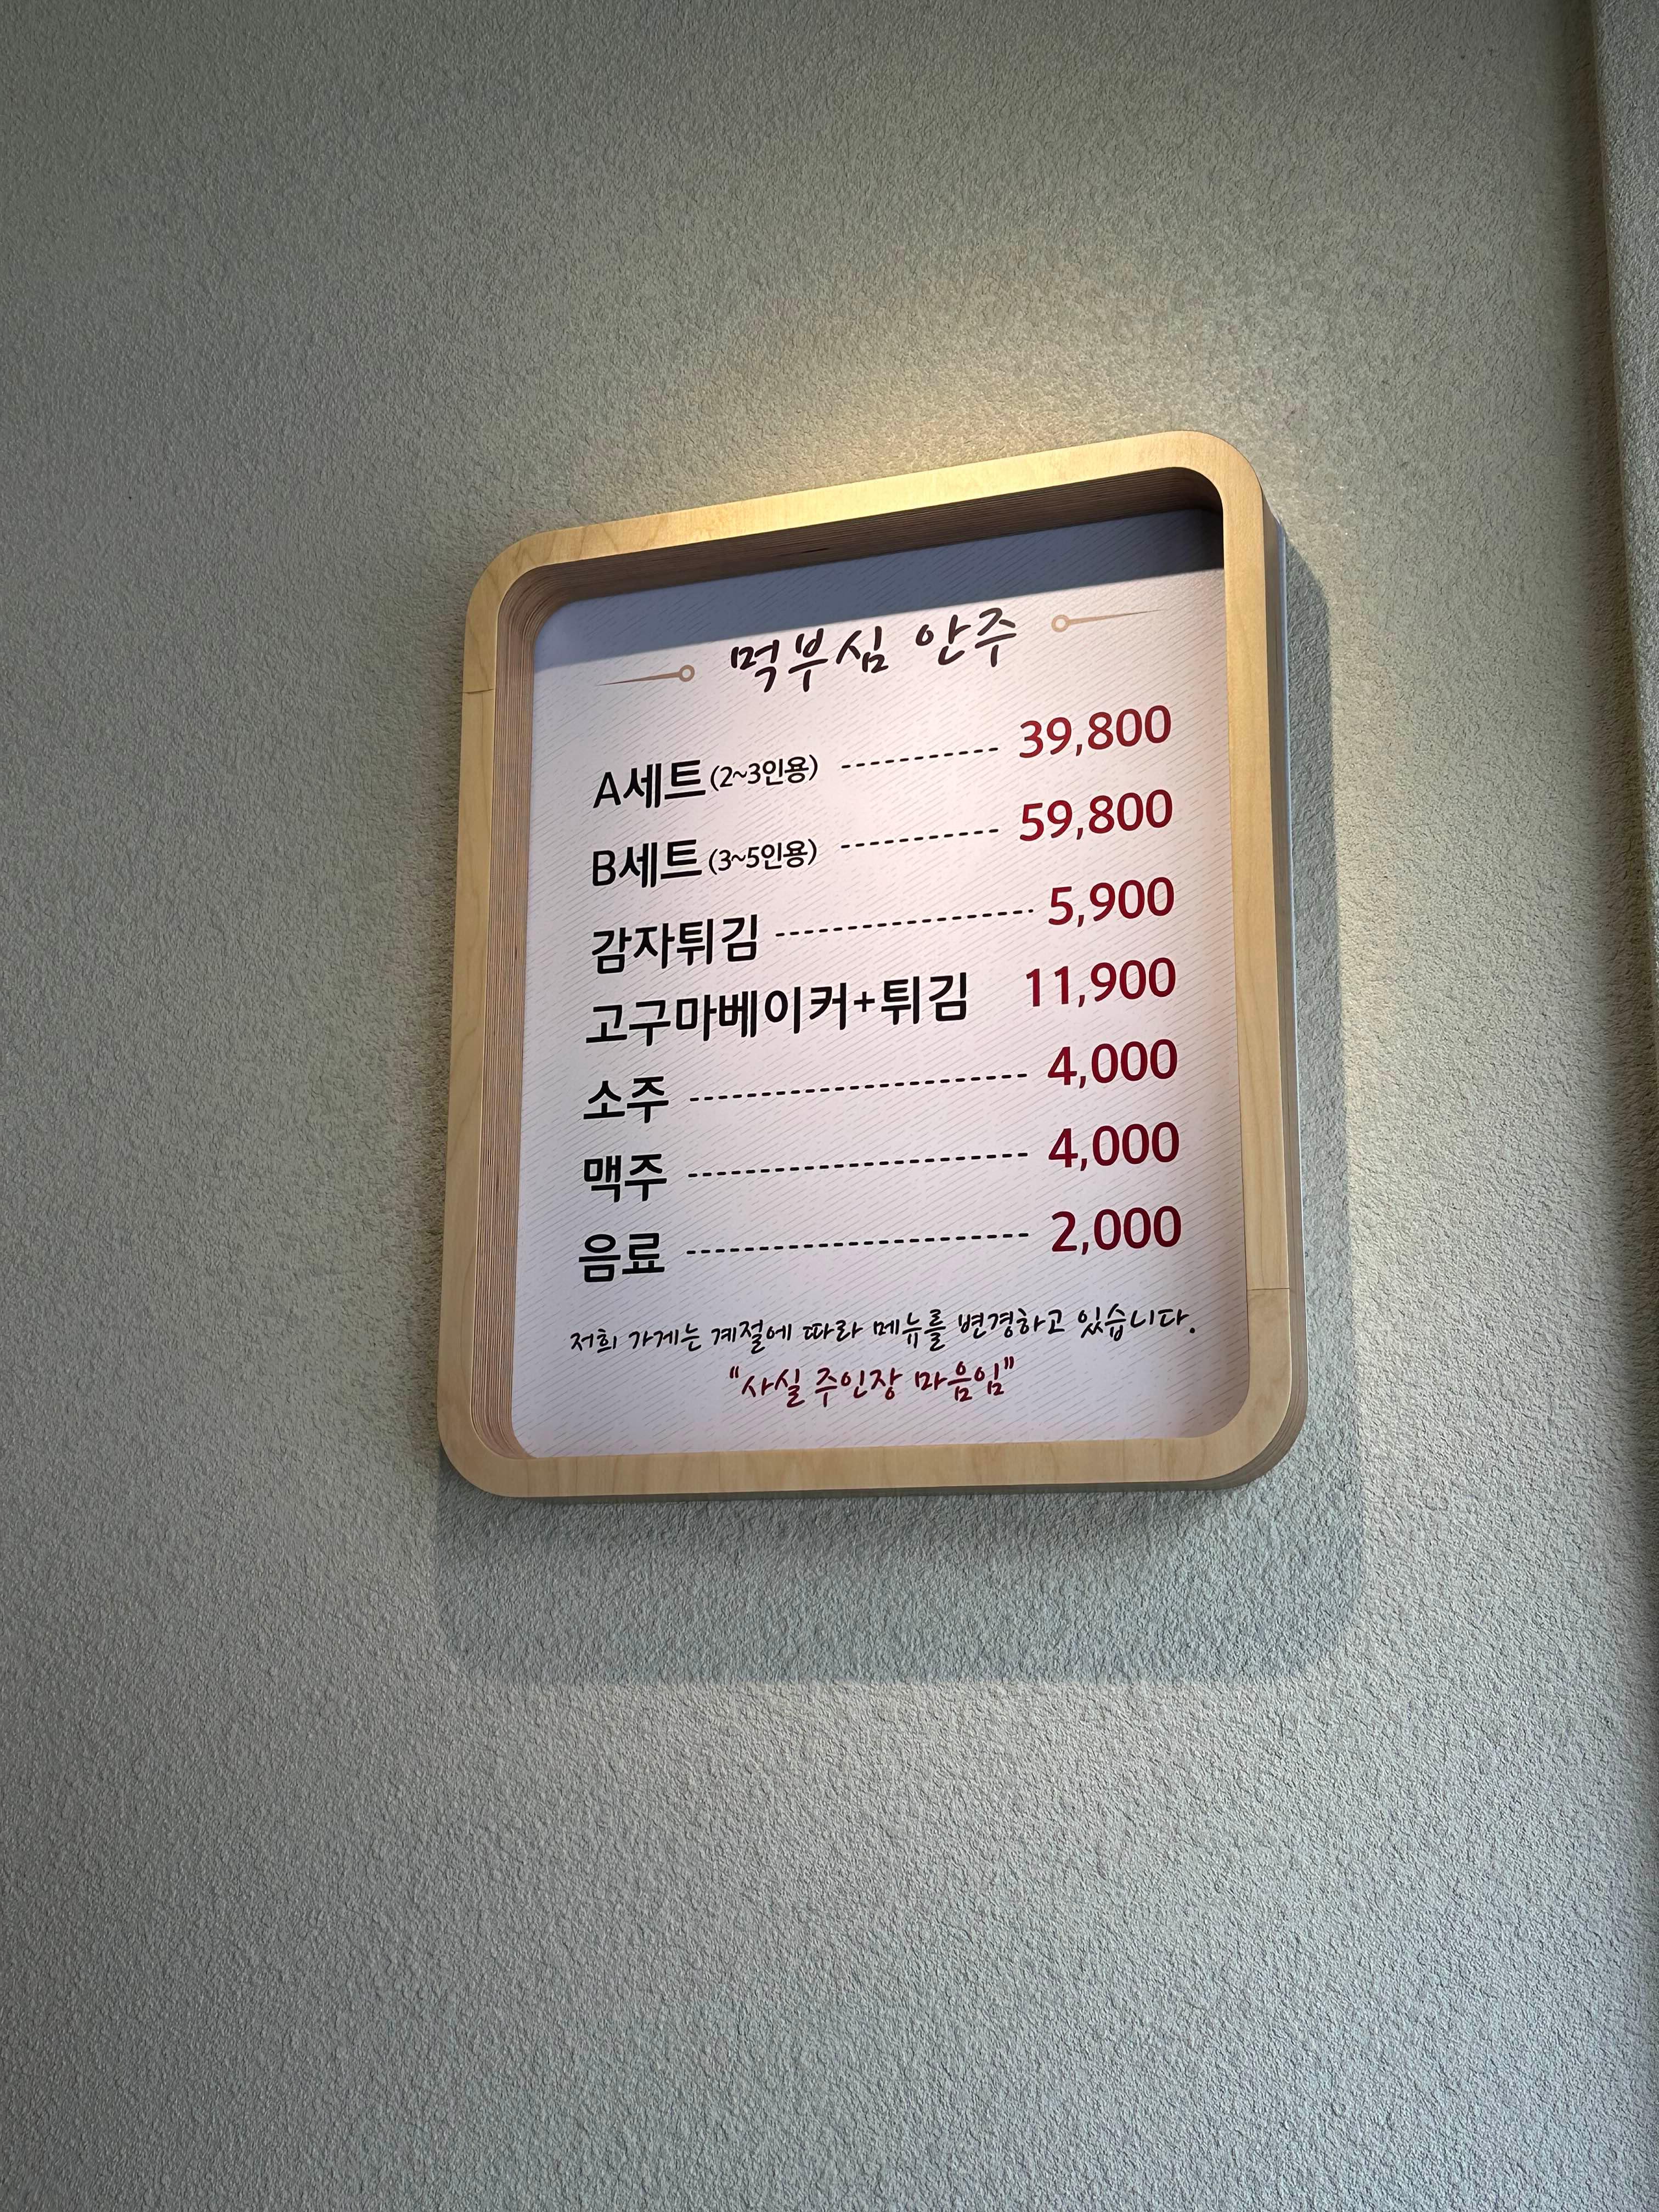 먹부심 안주
A세트(2~3인용) 39,800
B세트(3~5인용) 59,800
감자튀김 5,900
고구마베이커+튀김 11,900
소주 4,000
맥주 4,000
음료 2,000
저희 가게는 계절에 따라 메뉴를 변경하고 있습니다.
"사실 주인장 마음임"